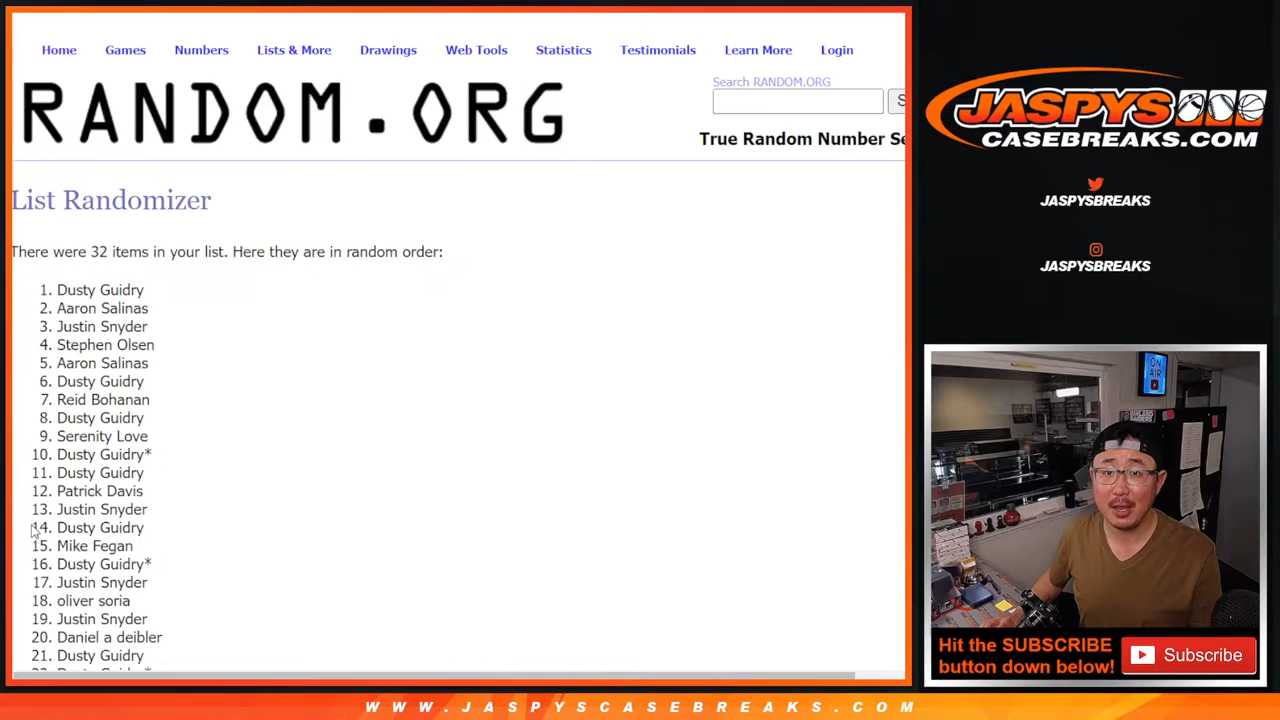 Home Games Numbers Lists & More Drawings Web Tools Statistics Testimonials Learn More Login
Search RANDOM.ORG
RANDOM.ORG
S
True Random Number Se
List Randomizer
There were 32 items in your list. Here they are in random order:
1. Dusty Guidry
2. Aaron Salinas
3. Justin Snyder
4. Stephen Olsen
5. Aaron Salinas
6. Dusty Guidry
7. Reid Bohanan
8. Dusty Guidry
9. Serenity Love
10. Dusty Guidry*
11. Dusty Guidry
12. Patrick Davis
13. Justin Snyder
14. Dusty Guidry
15. Mike Fegan
16. Dusty Guidry*
17. Justin Snyder
18. oliver soria
19. Justin Snyder
20. Daniel a deibler
21. Dusty Guidry
JASPYS
CASEBREAKS.COM
JASPYSBREAKS
JASPYSBREAKS
ON
AIR
Hit the SUBSCRIBE
button down below!
Subscribe
WWW.JASPYSCASEBREAKS.COM